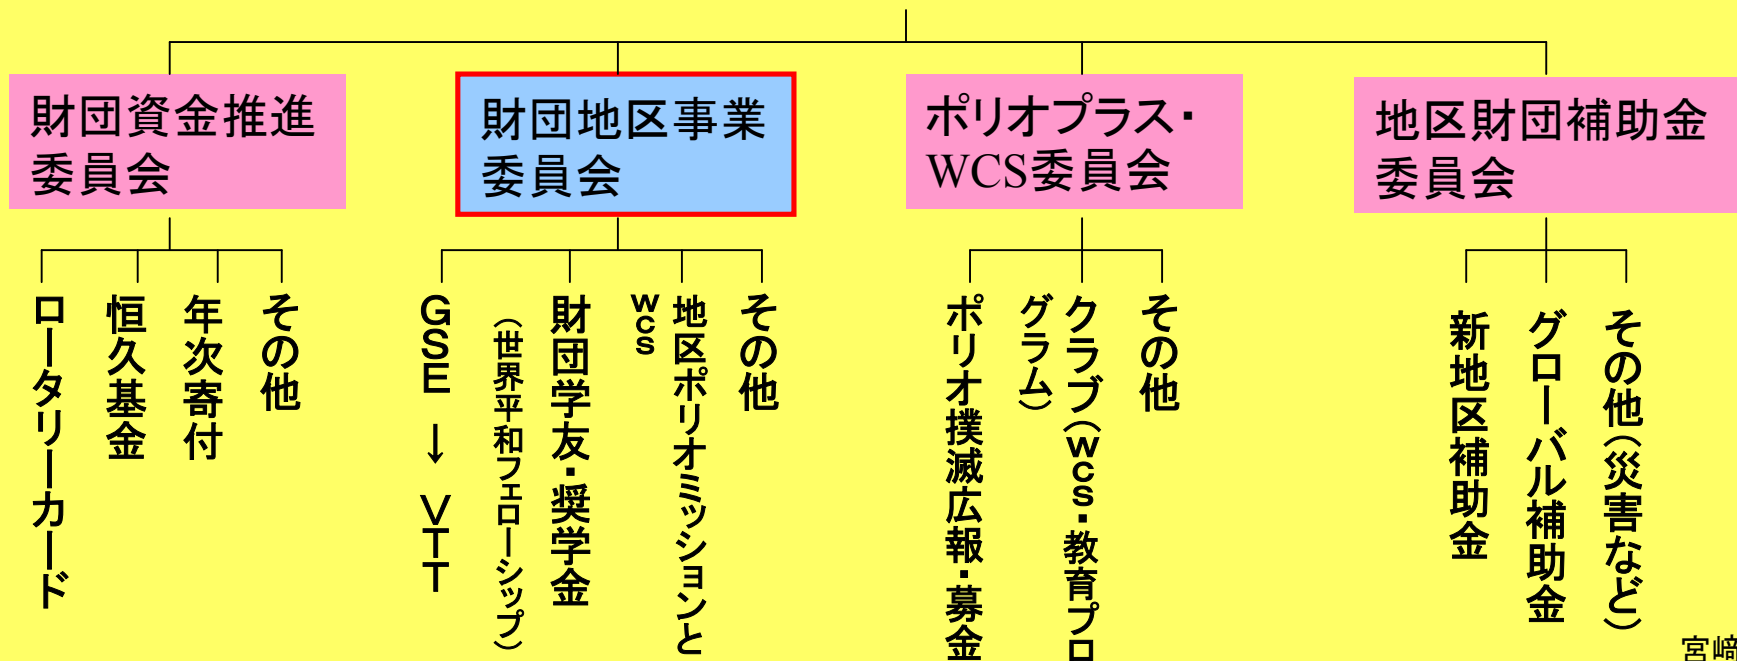 財団資金推進
委員会
財団地区事業
委員会
ポリオプラス・
WCS委員会
地区財団補助金
委員会
ロータリーカード
恒久基金
年次寄付
その他
GSE → VTT
財団学友・奨学金
(世界平和フェローシップ)
地区ポリオミッションと
WCS
その他
ポリオ撲滅広報・募金
クラブ(WCS・教育プロ
グラム)
その他
新地区補助金
グローバル補助金
その他(災害など)
宮﨑